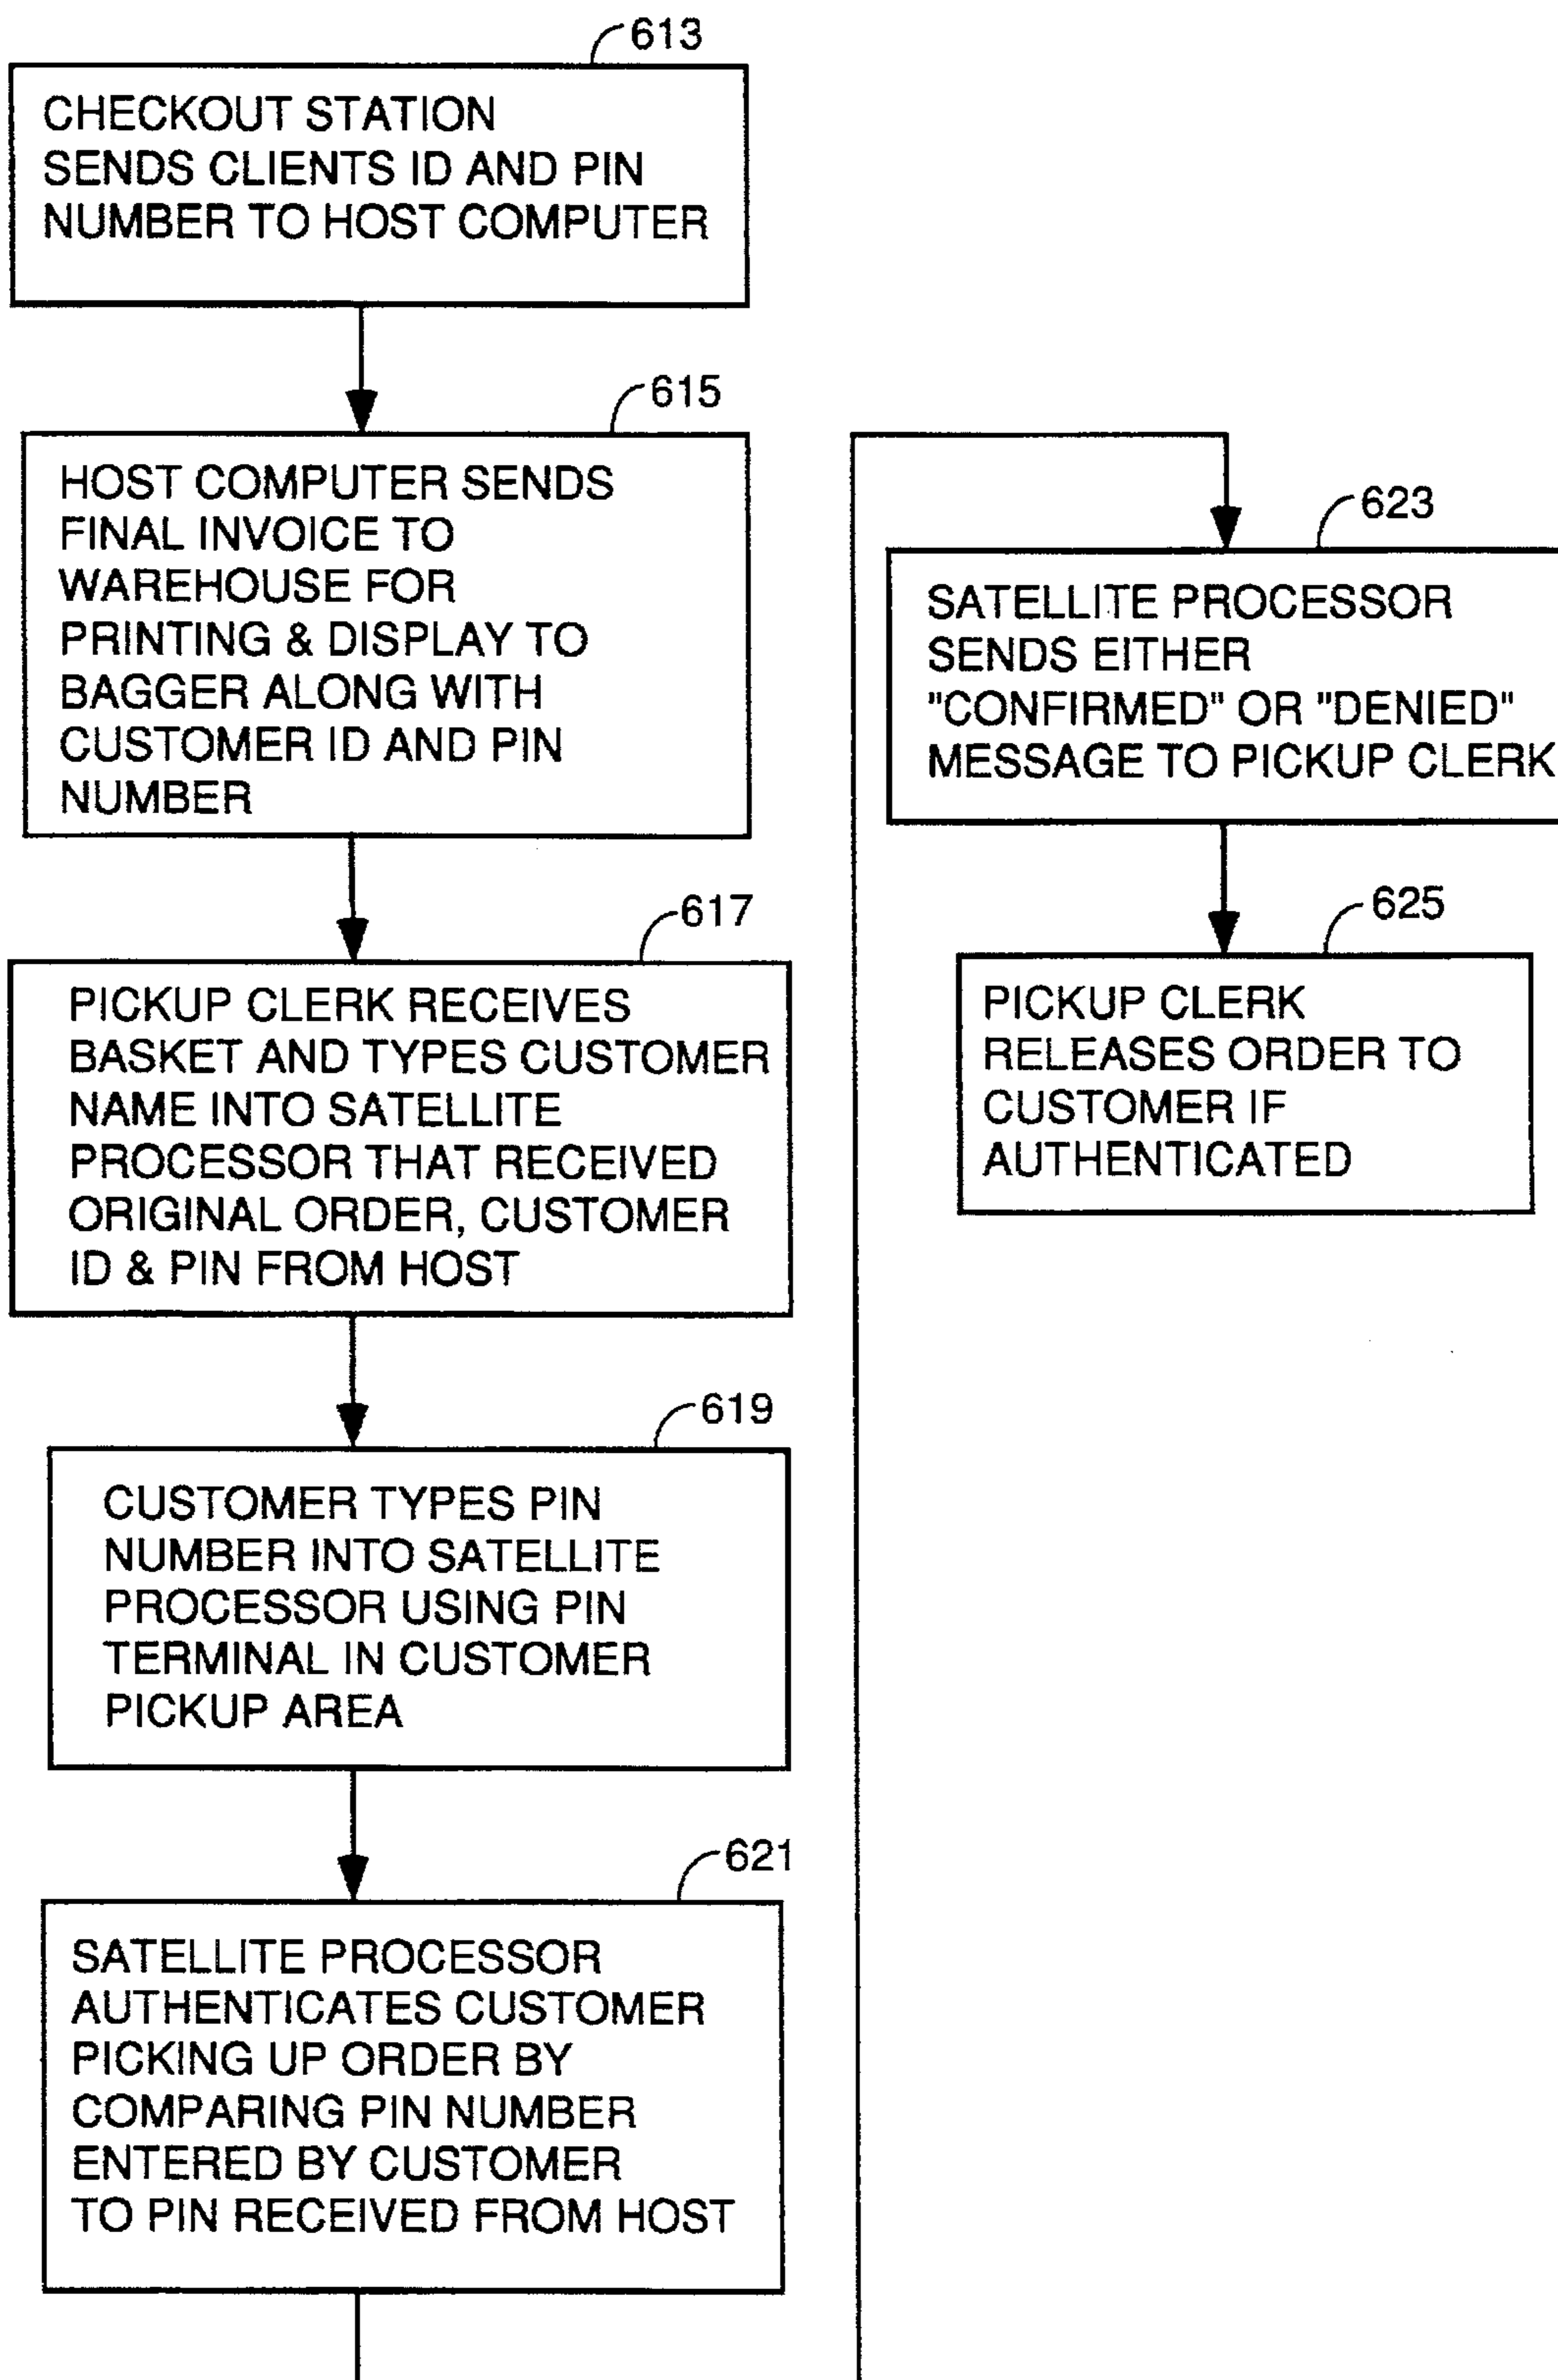 613
CHECKOUT STATION
SENDS CLIENTS ID AND PIN
NUMBER TO HOST COMPUTER
615
HOST COMPUTER SENDS
FINAL INVOICE TO
WAREHOUSE FOR
PRINTING & DISPLAY TO
BAGGER ALONG WITH
CUSTOMER ID AND PIN
NUMBER
617
PICKUP CLERK RECEIVES
BASKET AND TYPES CUSTOMER
NAME INTO SATELLITE
PROCESSOR THAT RECEIVED
ORIGINAL ORDER, CUSTOMER
ID & PIN FROM HOST
619
CUSTOMER TYPES PIN
NUMBER INTO SATELLITE
PROCESSOR USING PIN
TERMINAL IN CUSTOMER
PICKUP AREA
621
SATELLITE PROCESSOR
AUTHENTICATES CUSTOMER
PICKING UP ORDER BY
COMPARING PIN NUMBER
ENTERED BY CUSTOMER
TO PIN RECEIVED FROM HOST
623
SATELLITE PROCESSOR
SENDS EITHER
"CONFIRMED" OR "DENIED"
MESSAGE TO PICKUP CLERK
625
PICKUP CLERK
RELEASES ORDER TO
CUSTOMER IF
AUTHENTICATED